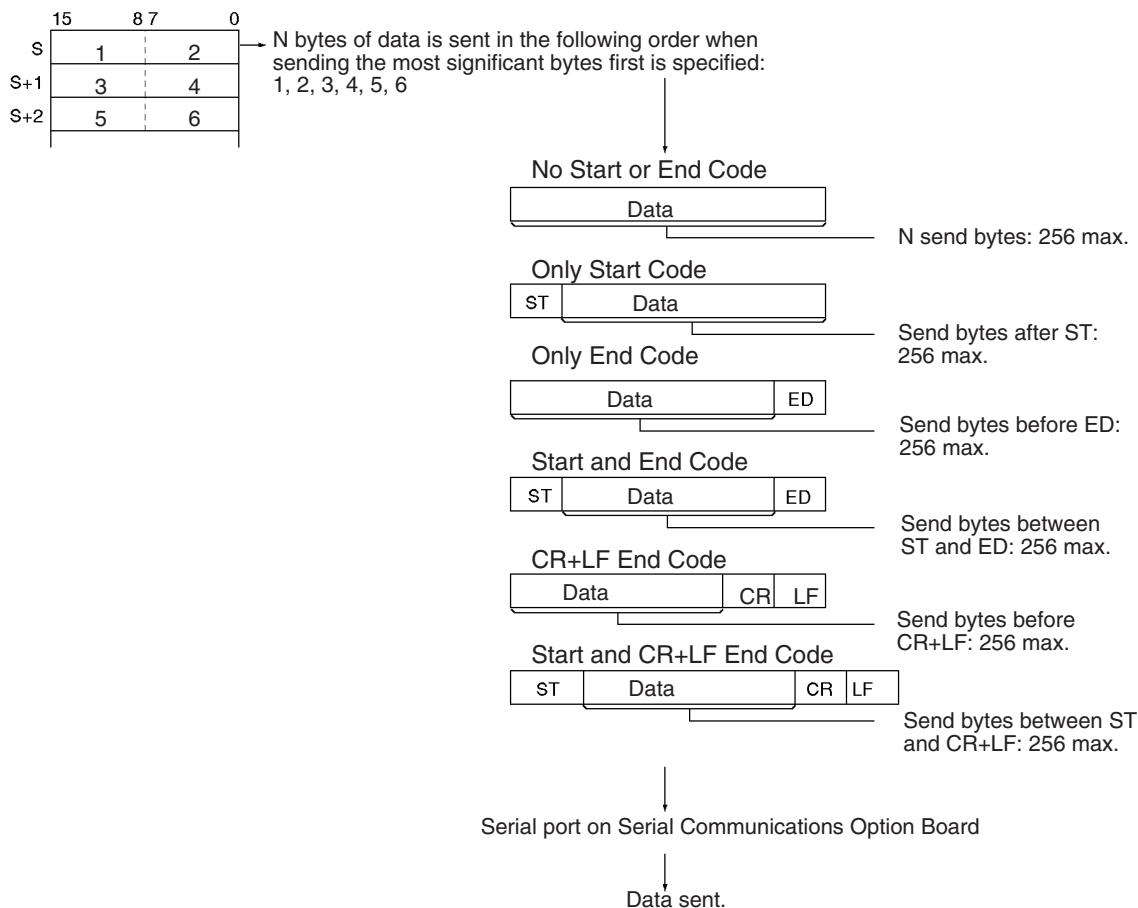 15 8 7 0
S 1 2
S+1 3 4
S+2 5 6
N bytes of data is sent in the following order when
sending the most significant bytes first is specified:
1, 2, 3, 4, 5, 6
No Start or End Code
Data
N send bytes: 256 max.
Only Start Code
ST Data
Send bytes after ST:
256 max.
Only End Code
Data ED
Send bytes before ED:
256 max.
Start and End Code
ST Data ED
Send bytes between
ST and ED: 256 max.
CR+LF End Code
Data CR LF
Send bytes before
CR+LF: 256 max.
Start and CR+LF End Code
ST Data CR LF
Send bytes between ST
and CR+LF: 256 max.
Serial port on Serial Communications Option Board
Data sent.